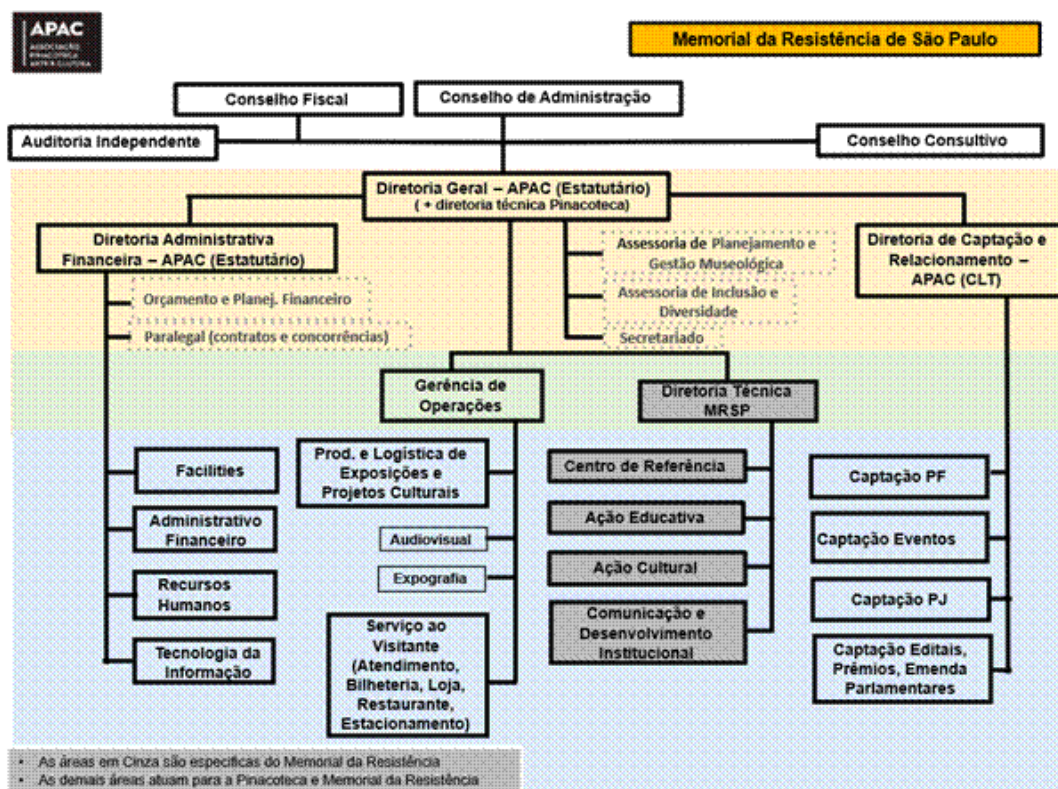 APAC
ASSOCIAÇÃO
PINACOTECA
ARTE E CULTURA
Memorial da Resistência de São Paulo
Conselho Fiscal
Conselho de Administração
Auditoria Independente
Conselho Consultivo
Diretoria Geral – APAC (Estatutário)
( + diretoria técnica Pinacoteca)
Diretoria Administrativa
Financeira – APAC (Estatutário)
Orçamento e Planej. Financeiro
Paralegal (contratos e concorrências)
Assessoria de Planejamento e
Gestão Museológica
Assessoria de Inclusão e
Diversidade
Secretariado
Diretoria de Captação e
Relacionamento –
APAC (CLT)
Gerência de
Operações
Diretoria Técnica
MRSP
Facilities
Administrativo
Financeiro
Recursos
Humanos
Tecnologia da
Informação
Prod. e Logística de
Exposições e
Projetos Culturais
Audiovisual
Expografia
Serviço ao
Visitante
(Atendimento,
Bilheteria, Loja,
Restaurante,
Estacionamento)
Centro de Referência
Ação Educativa
Ação Cultural
Comunicação e
Desenvolvimento
Institucional
Captação PF
Captação Eventos
Captação PJ
Captação Editais,
Prêmios, Emenda
Parlamentares
• As áreas em Cinza são especificas do Memorial da Resistência
• As demais áreas atuam para a Pinacoteca e Memorial da Resistência